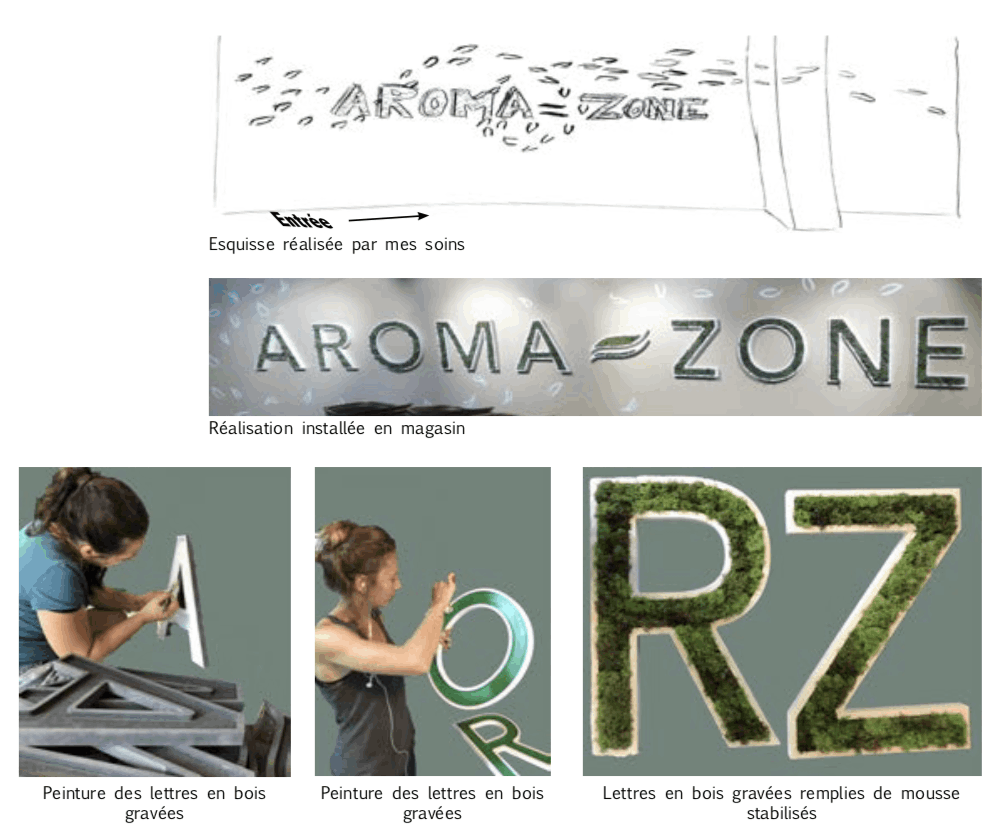 AROMA = ZONE
Entrée
Esquisse réalisée par mes soins
AROMA ZONE
Réalisation installée en magasin
A
O
R
RZ
Peinture des lettres en bois
gravées
Peinture des lettres en bois
gravées
Lettres en bois gravées remplies de mousse
stabilisés